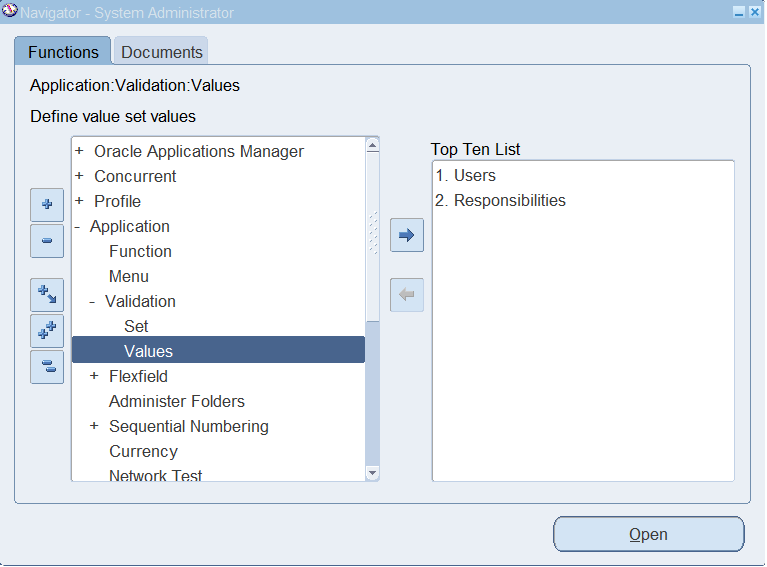 Navigator - System Administrator
Functions Documents
Application:Validation:Values
Define value set values
+ Oracle Applications Manager
+ Concurrent
+ Profile
- Application
Function
Menu
- Validation
Set
Values
+ Flexfield
Administer Folders
+ Sequential Numbering
Currency
Network Test
Top Ten List
1. Users
2. Responsibilities
Open